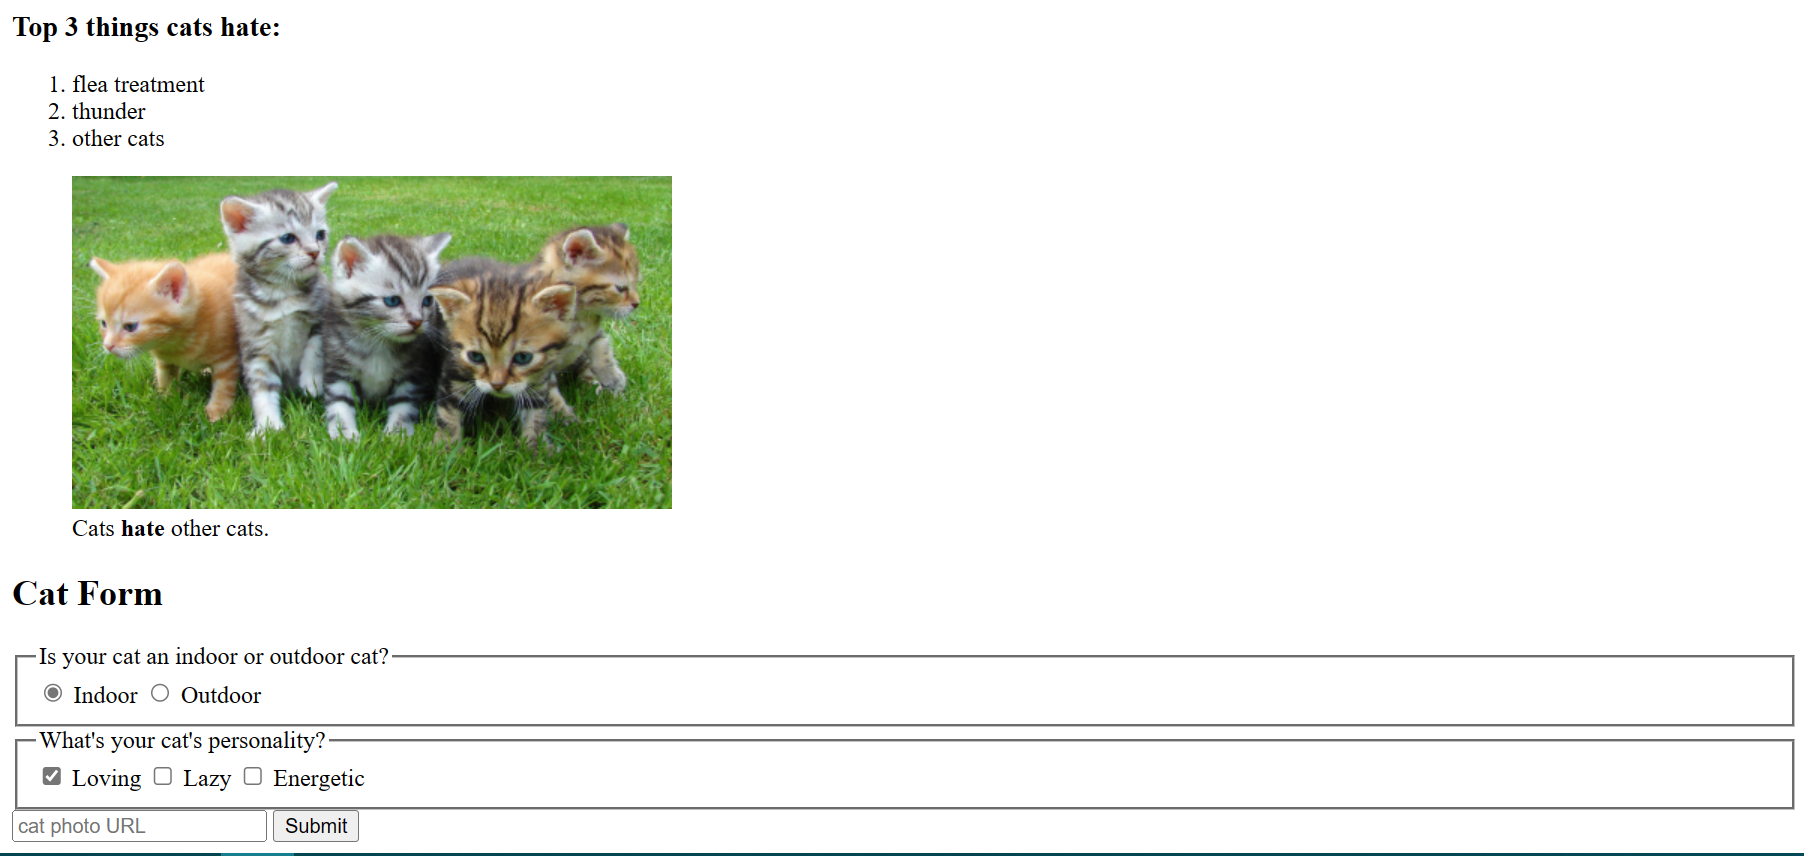 Top 3 things cats hate:
1. flea treatment
2. thunder
3. other cats
Cats hate other cats.
Cat Form
Is your cat an indoor or outdoor cat?
Indoor Outdoor
What's your cat's personality?
Loving Lazy Energetic
cat photo URL Submit